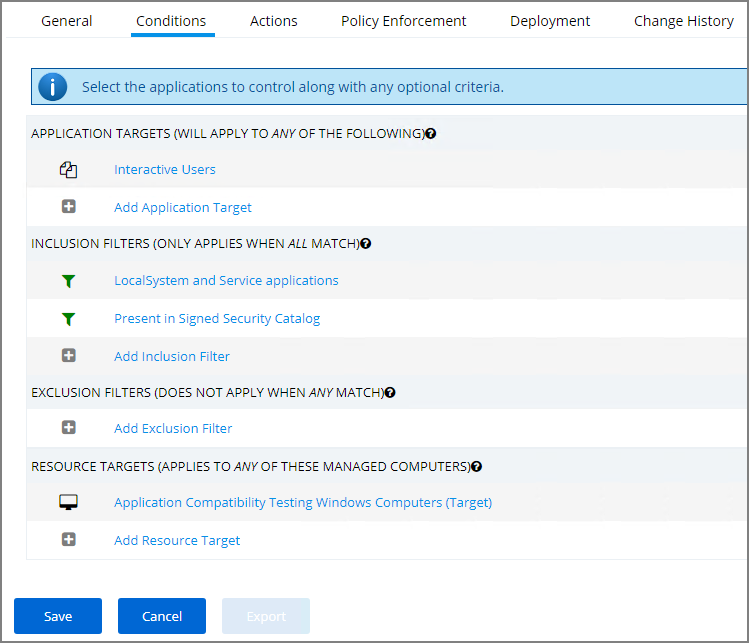 General Conditions Actions Policy Enforcement Deployment Change History
Select the applications to control along with any optional criteria.
APPLICATION TARGETS (WILL APPLY TO ANY OF THE FOLLOWING)
Interactive Users
Add Application Target
INCLUSION FILTERS (ONLY APPLIES WHEN ALL MATCH)
LocalSystem and Service applications
Present in Signed Security Catalog
Add Inclusion Filter
EXCLUSION FILTERS (DOES NOT APPLY WHEN ANY MATCH)
Add Exclusion Filter
RESOURCE TARGETS (APPLIES TO ANY OF THESE MANAGED COMPUTERS)
Application Compatibility Testing Windows Computers (Target)
Add Resource Target
Save Cancel Export